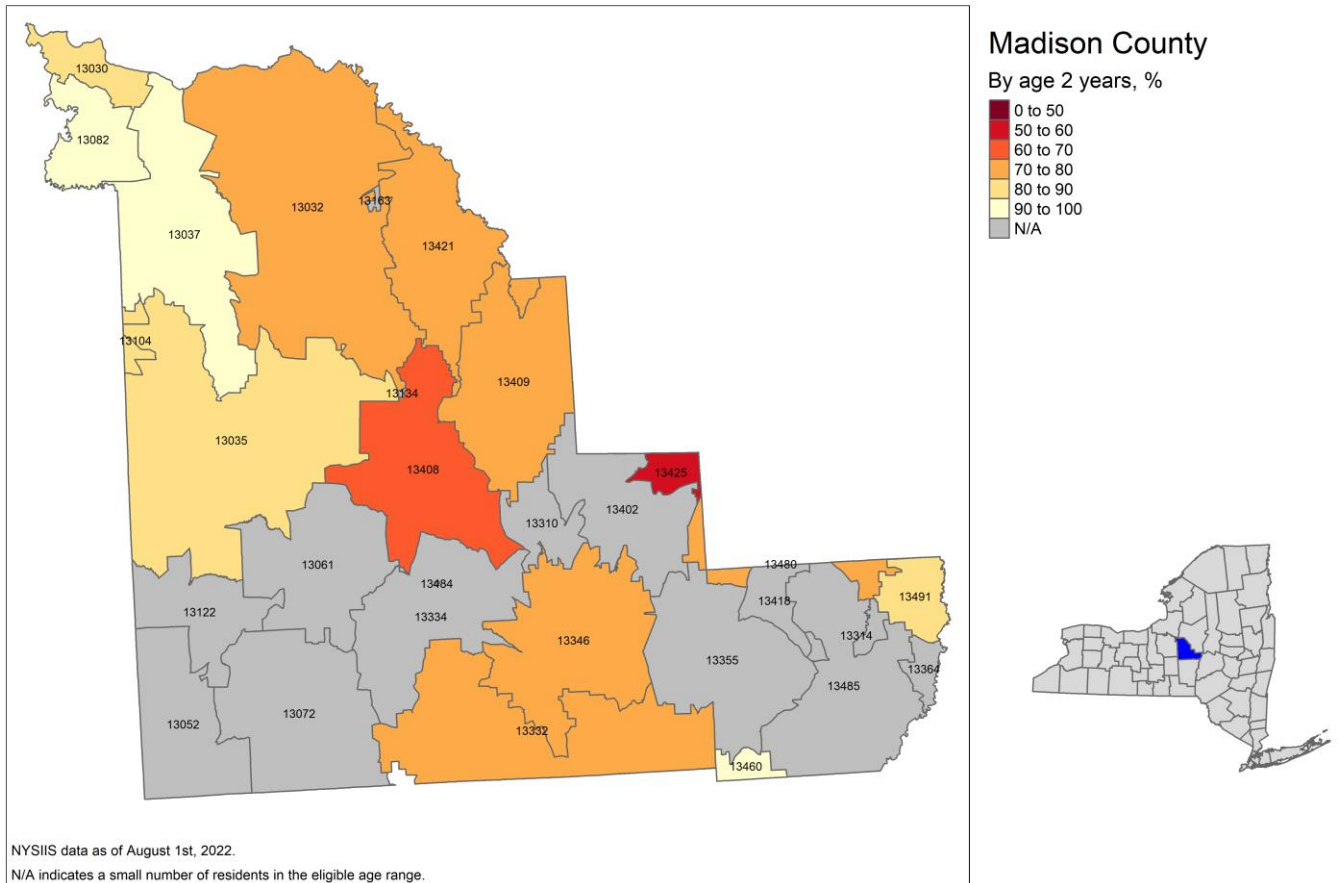 Madison County
By age 2 years, %
0 to 50
50 to 60
60 to 70
70 to 80
80 to 90
90 to 100
N/A
13030
13082
13032
13163
13037
13421
13104
13134
13409
13035
13408
13425
13310
13402
13061
13480
13484
13418
13491
13122
13334
13314
13346
13355
13364
13485
13052
13072
13332
13460
NYSIIS data as of August 1st, 2022.
N/A indicates a small number of residents in the eligible age range.